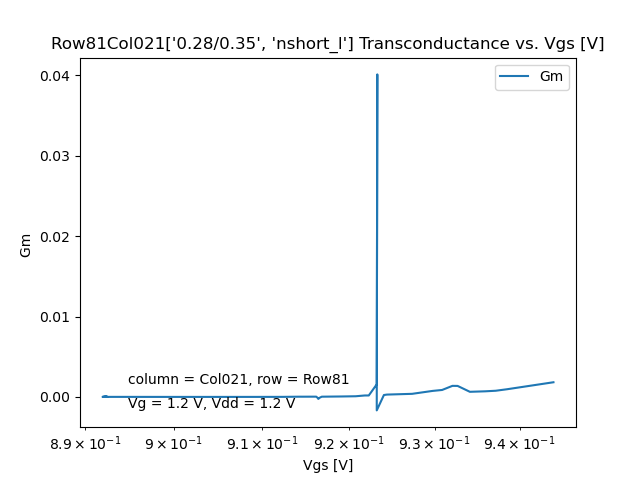 Row81Col021['0.28/0.35', 'nshort_l'] Transconductance vs. Vgs [V]
Gm
0.04
0.03
0.02
0.01
0.00
Gm
column = Col021, row = Row81
Vg = 1.2 V, Vdd = 1.2 V
8.9 × 10⁻¹ 9 × 10⁻¹ 9.1 × 10⁻¹ 9.2 × 10⁻¹ 9.3 × 10⁻¹ 9.4 × 10⁻¹
Vgs [V]